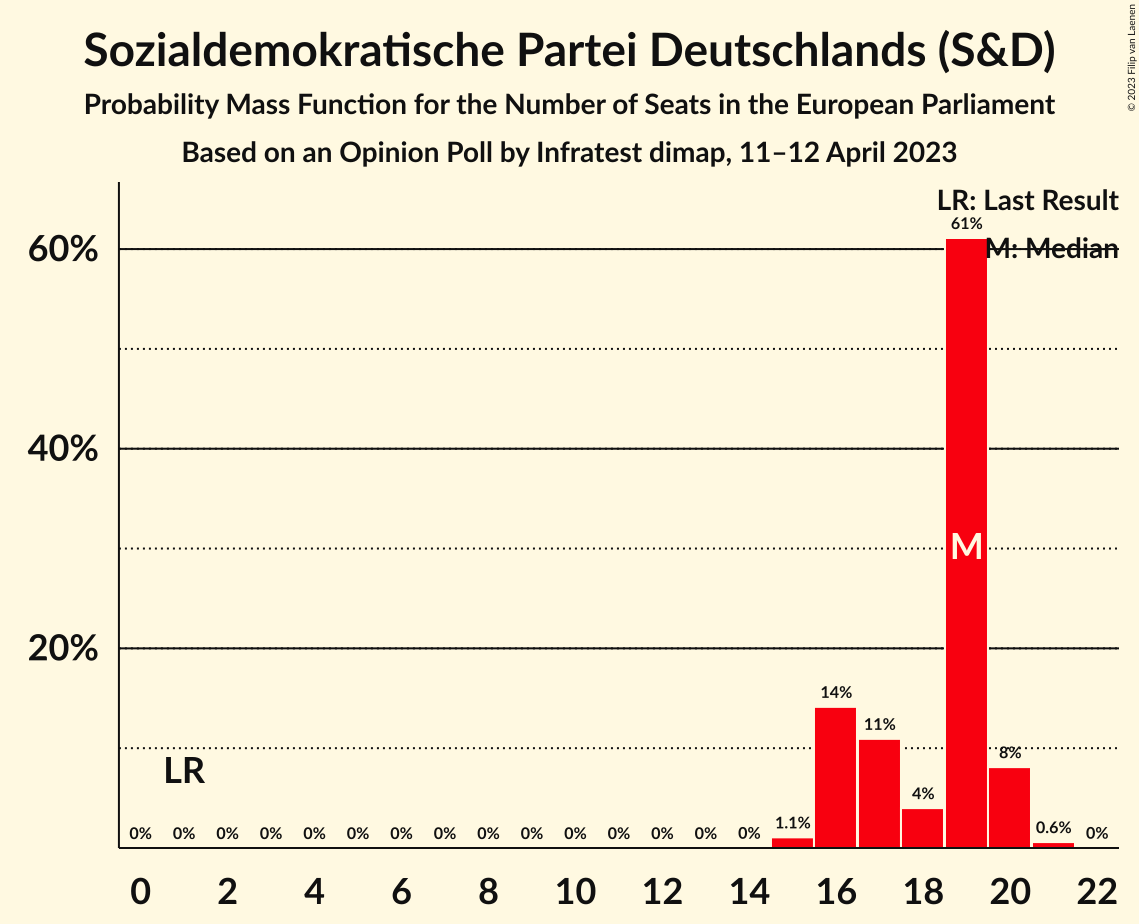 Sozialdemokratische Partei Deutschlands (S&D)
Probability Mass Function for the Number of Seats in the European Parliament
Based on an Opinion Poll by Infratest dimap, 11–12 April 2023
© 2023 Filip van Laenen
LR: Last Result
M: Median
60%
40%
20%
61%
M
14%
11%
8%
4%
LR
0% 0% 0% 0% 0% 0% 0% 0% 0% 0% 0% 0% 0% 0% 0% 1.1% 0.6% 0%
0 2 4 6 8 10 12 14 16 18 20 22